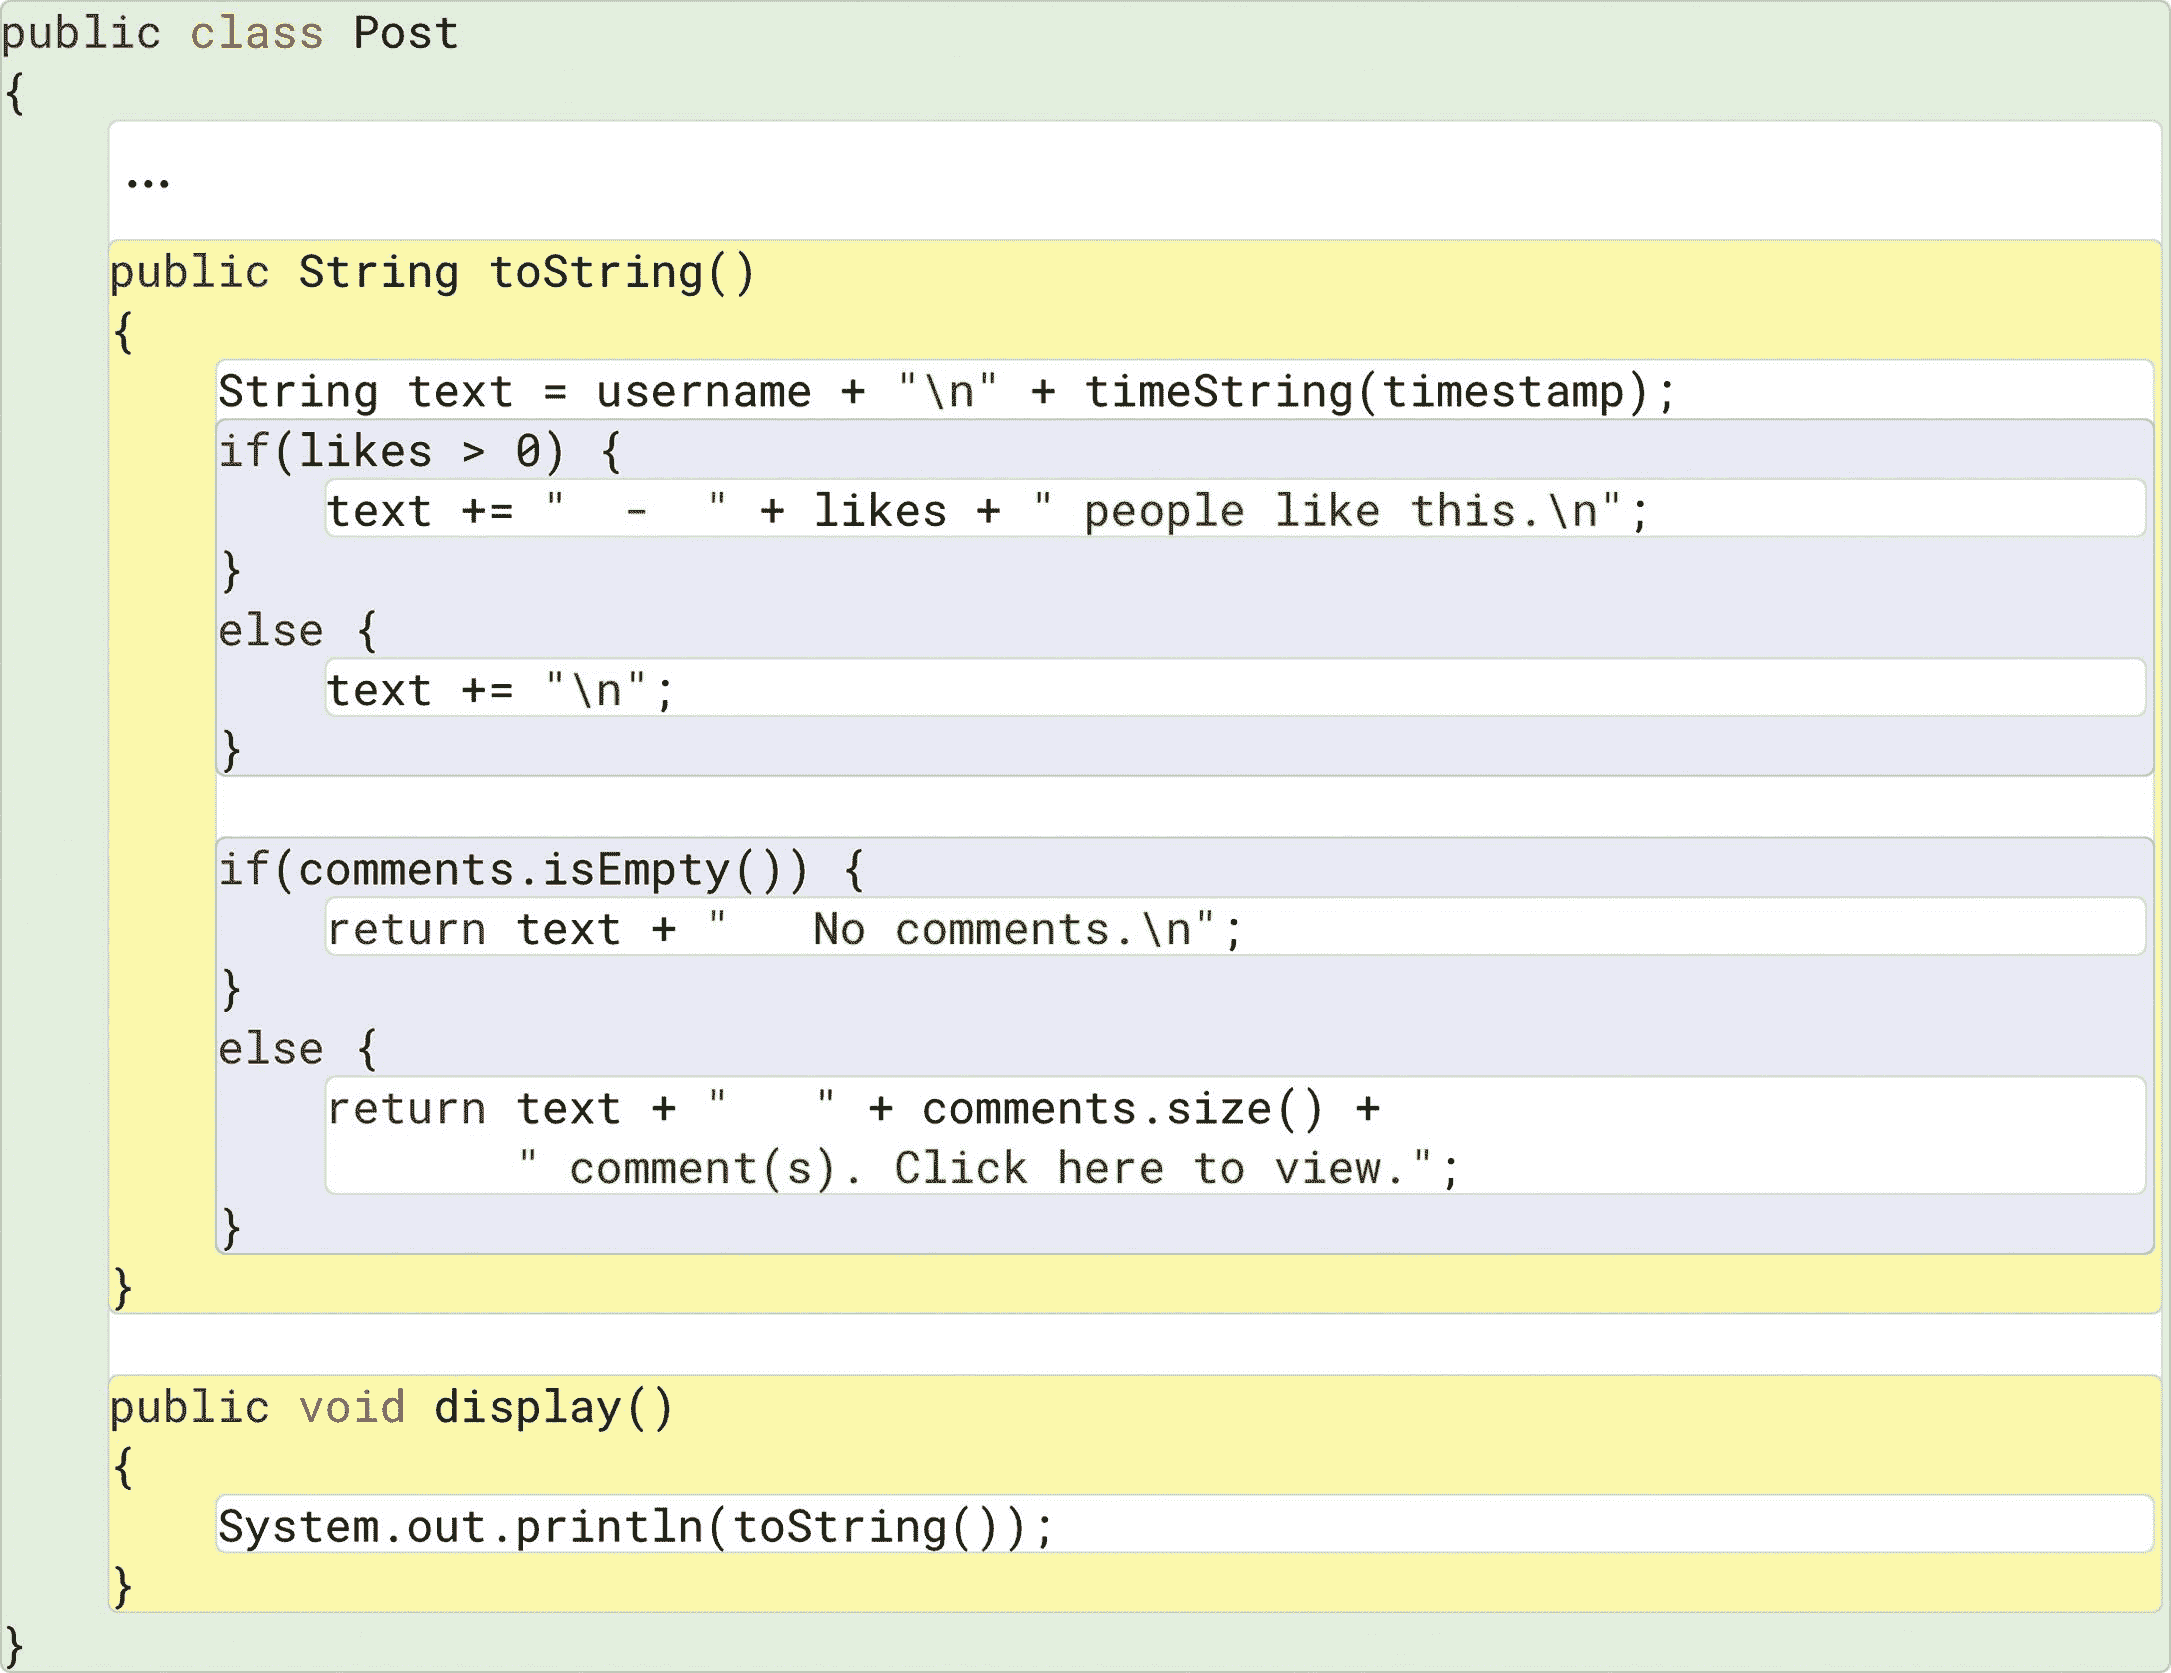 public class Post
{
    ...
    public String toString()
    {
        String text = username + "\n" + timeString(timestamp);
        if(likes > 0) {
            text += "  -  " + likes + " people like this.\n";
        }
        else {
            text += "\n";
        }
        if(comments.isEmpty()) {
            return text + "   No comments.\n";
        }
        else {
            return text + "   " + comments.size() +
                   " comment(s). Click here to view.";
        }
    }
    public void display()
    {
        System.out.println(toString());
    }
}